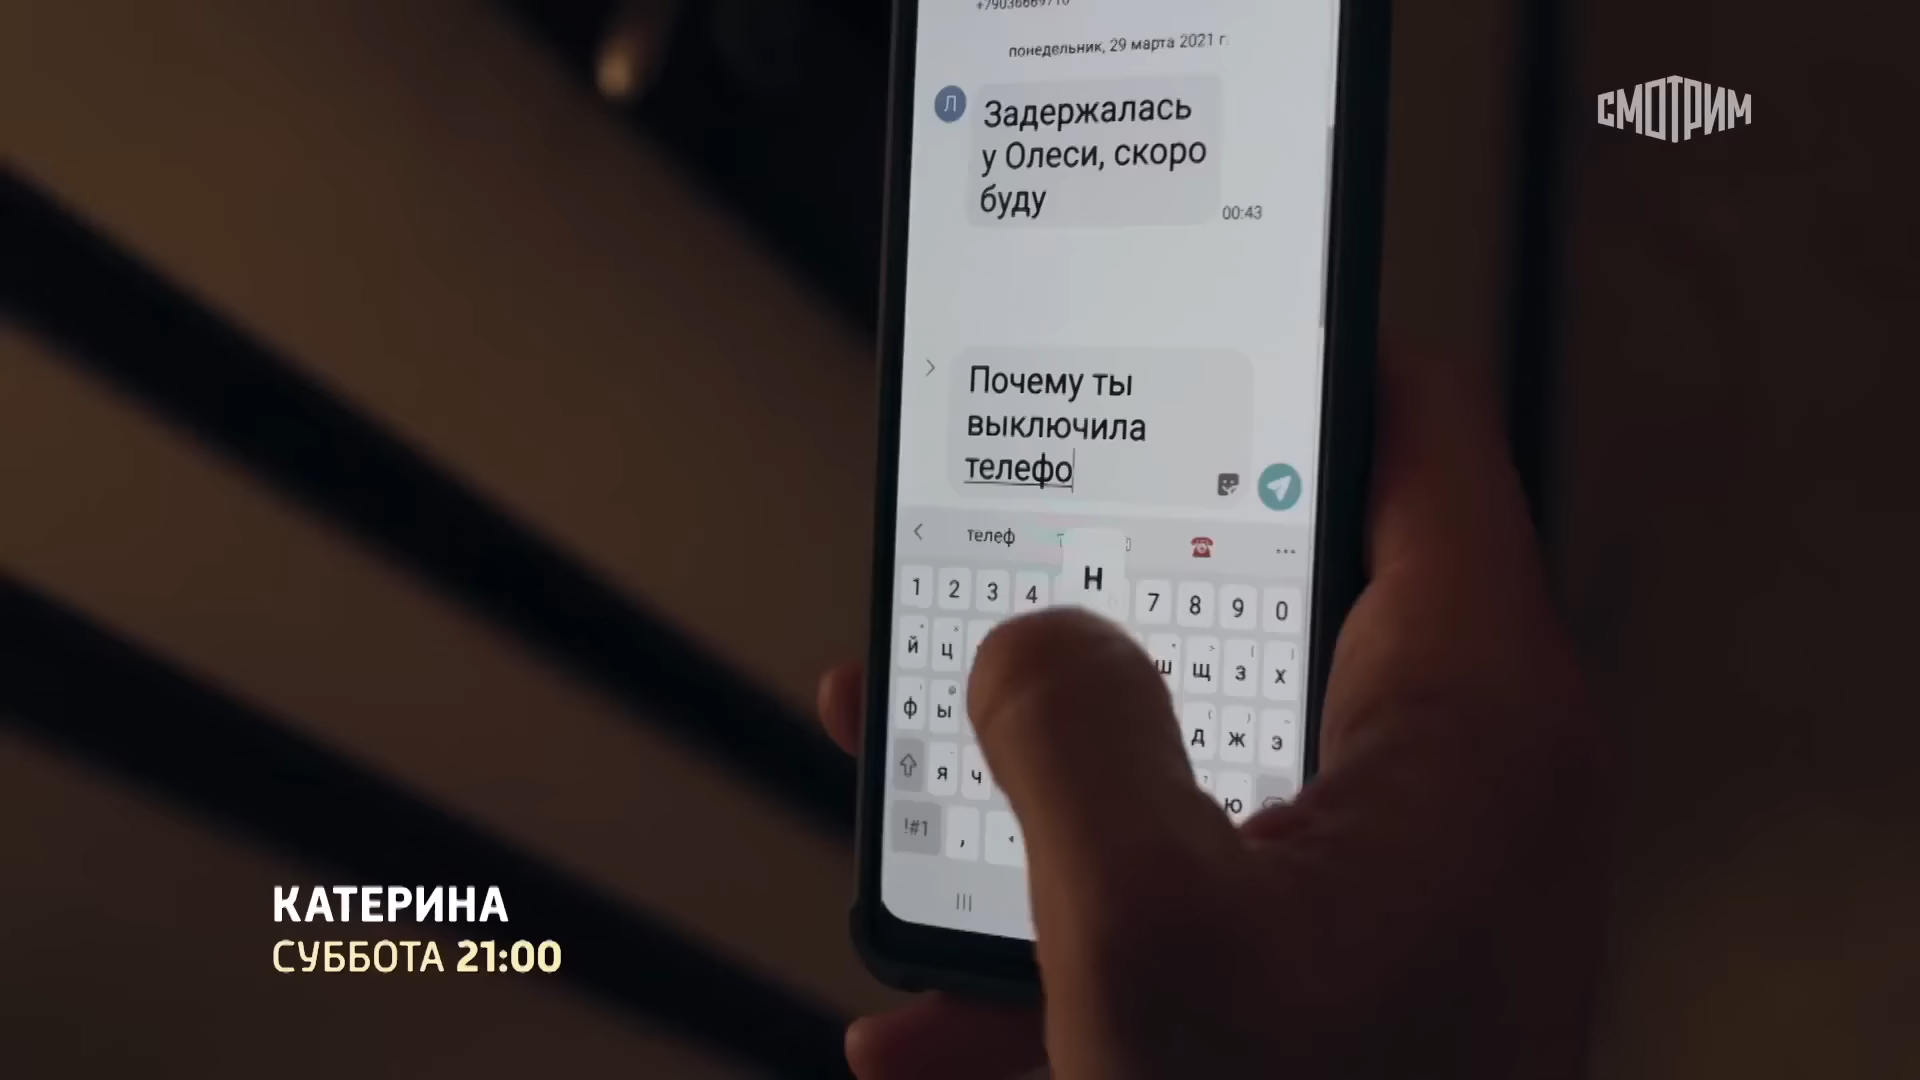 понедельник, 29 марта 2021 г.
Л
Задержалась
у Олеси, скоро
буду
00:43
СМОТРИМ
Почему ты
выключила
телефо
телеф
Н
1 2 3 4 7 8 9 0
й ц ш щ з х
ф ы д ж э
я ч ю
!#1 ,
КАТЕРИНА
СУББОТА 21:00